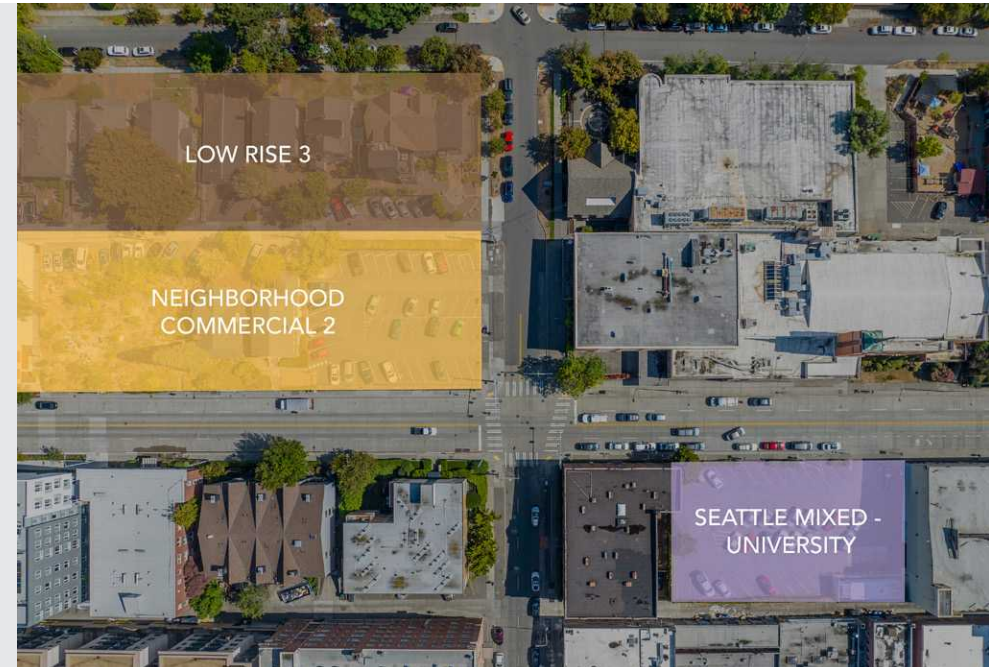 LOW RISE 3
NEIGHBORHOOD
COMMERCIAL 2
SEATTLE MIXED -
UNIVERSITY